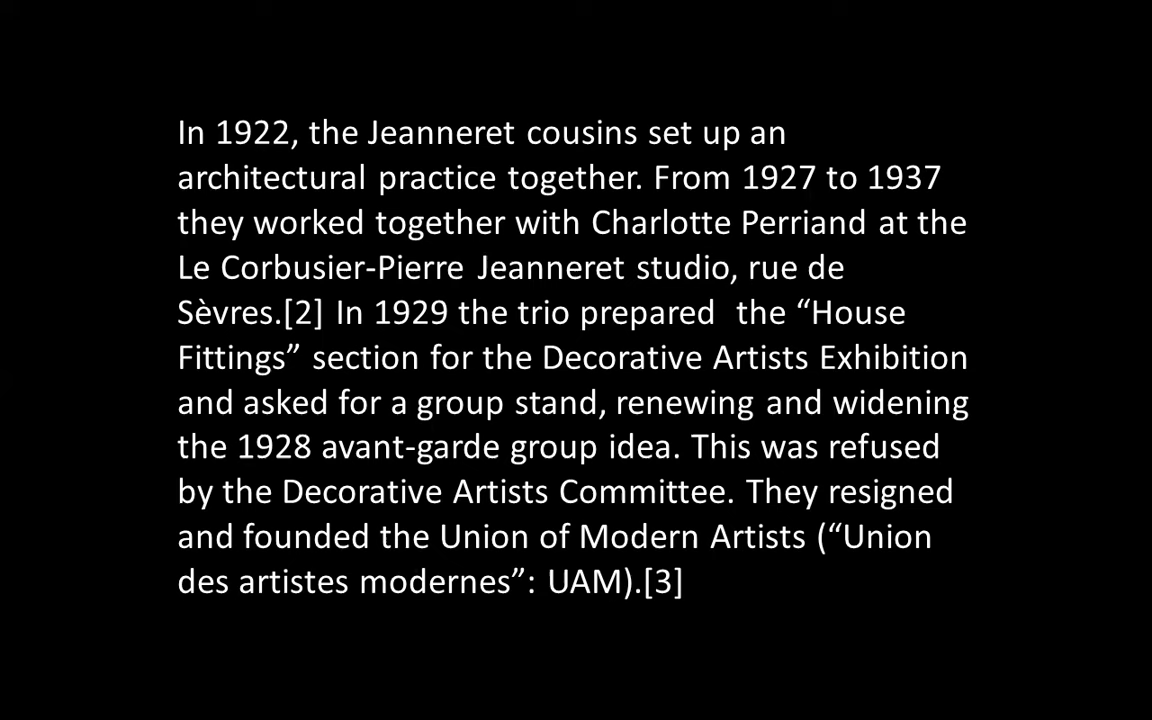 In 1922, the Jeanneret cousins set up an
architectural practice together. From 1927 to 1937
they worked together with Charlotte Perriand at the
Le Corbusier-Pierre Jeanneret studio, rue de
Sèvres.[2] In 1929 the trio prepared  the “House
Fittings” section for the Decorative Artists Exhibition
and asked for a group stand, renewing and widening
the 1928 avant-garde group idea. This was refused
by the Decorative Artists Committee. They resigned
and founded the Union of Modern Artists (“Union
des artistes modernes”: UAM).[3]